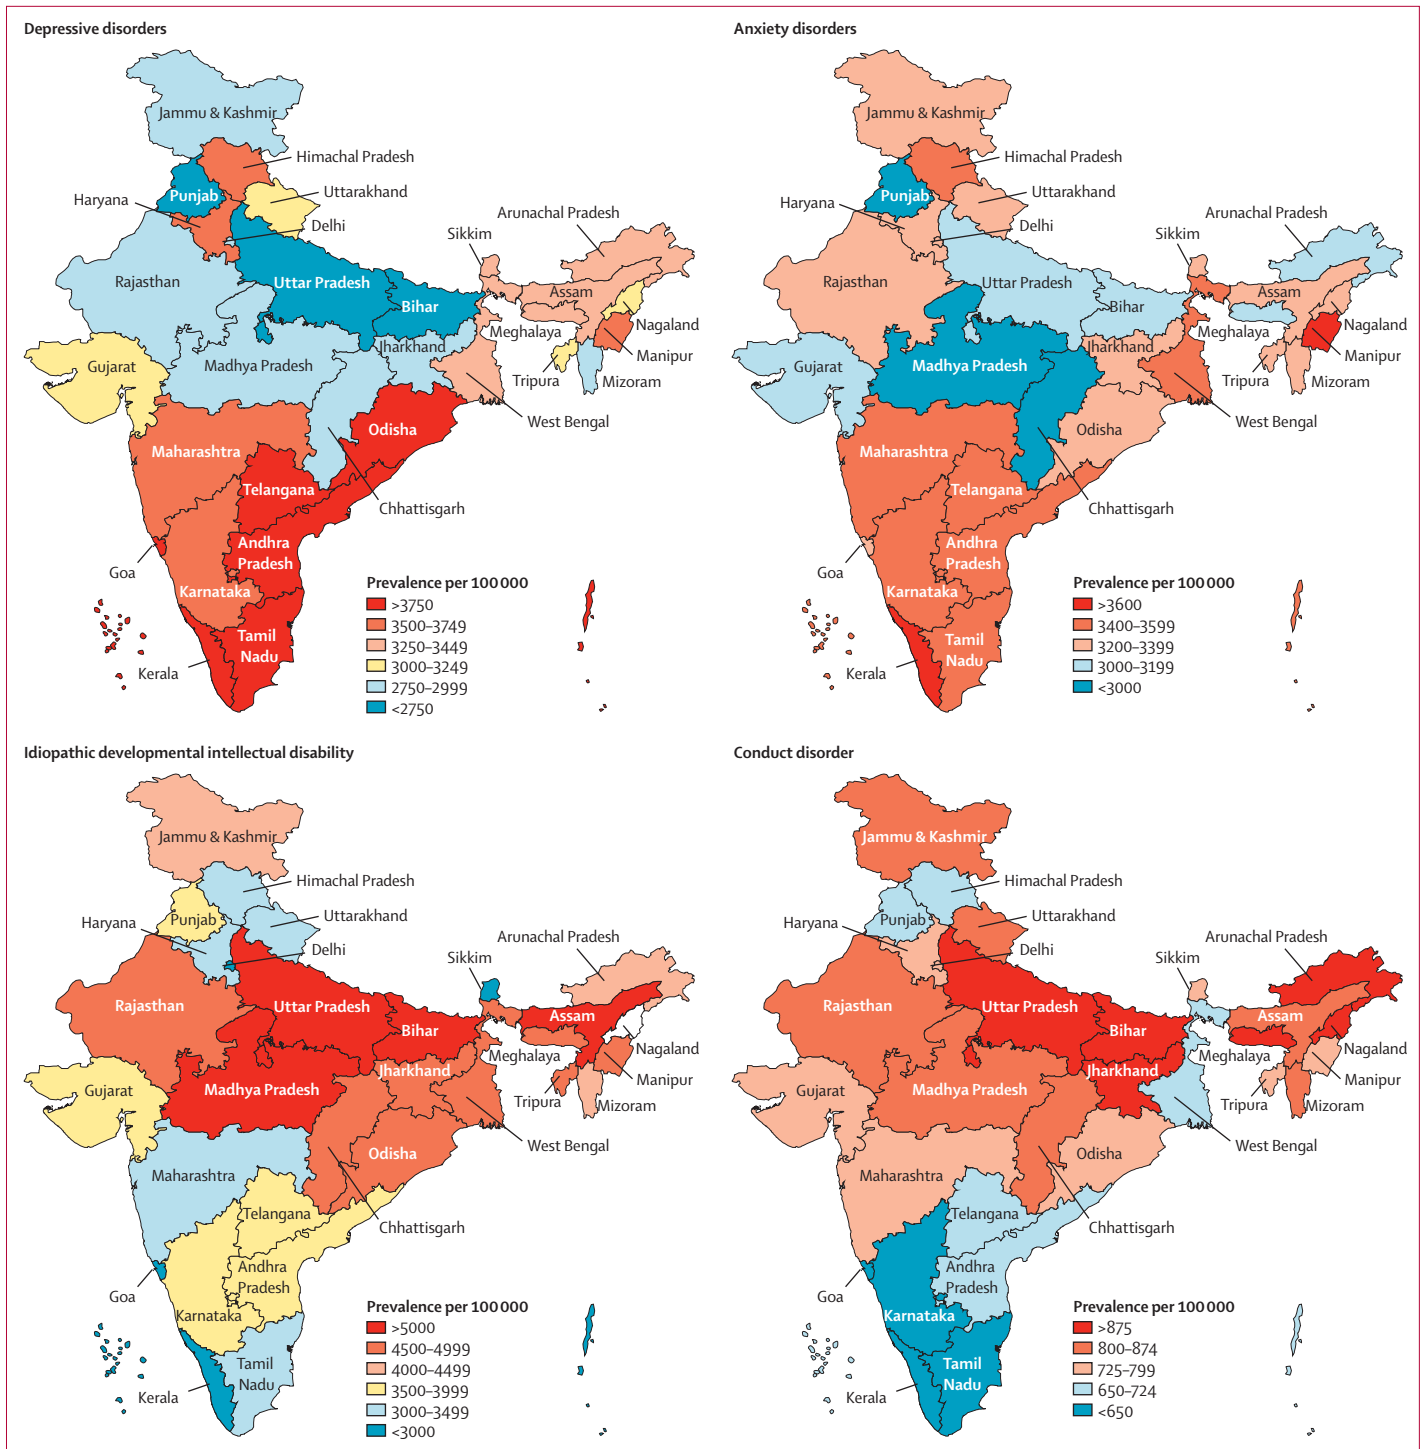 Depressive disorders
Jammu & Kashmir
Himachal Pradesh
Punjab
Uttarakhand
Haryana
Delhi
Arunachal Pradesh
Sikkim
Rajasthan
Uttar Pradesh
Assam
Bihar
Nagaland
Meghalaya
Jharkhand
Manipur
Gujarat
Madhya Pradesh
Tripura
Mizoram
West Bengal
Odisha
Maharashtra
Telangana
Chhattisgarh
Andhra
Pradesh
Goa
Karnataka
Tamil
Nadu
Kerala
Prevalence per 100 000
>3750
3500–3749
3250–3449
3000–3249
2750–2999
<2750
Anxiety disorders
Jammu & Kashmir
Himachal Pradesh
Punjab
Uttarakhand
Haryana
Delhi
Arunachal Pradesh
Sikkim
Rajasthan
Uttar Pradesh
Assam
Bihar
Nagaland
Meghalaya
Jharkhand
Manipur
Gujarat
Madhya Pradesh
Tripura
Mizoram
West Bengal
Odisha
Maharashtra
Telangana
Chhattisgarh
Andhra
Pradesh
Goa
Karnataka
Tamil
Nadu
Kerala
Prevalence per 100 000
>3600
3400–3599
3200–3399
3000–3199
<3000
Idiopathic developmental intellectual disability
Jammu & Kashmir
Himachal Pradesh
Punjab
Uttarakhand
Haryana
Delhi
Arunachal Pradesh
Sikkim
Rajasthan
Uttar Pradesh
Assam
Bihar
Nagaland
Meghalaya
Jharkhand
Manipur
Gujarat
Madhya Pradesh
Tripura
Mizoram
West Bengal
Odisha
Maharashtra
Telangana
Chhattisgarh
Andhra
Pradesh
Goa
Karnataka
Tamil
Nadu
Kerala
Prevalence per 100 000
>5000
4500–4999
4000–4499
3500–3999
3000–3499
<3000
Conduct disorder
Jammu & Kashmir
Himachal Pradesh
Punjab
Uttarakhand
Haryana
Delhi
Arunachal Pradesh
Sikkim
Rajasthan
Uttar Pradesh
Assam
Bihar
Nagaland
Meghalaya
Jharkhand
Manipur
Gujarat
Madhya Pradesh
Tripura
Mizoram
West Bengal
Odisha
Maharashtra
Telangana
Chhattisgarh
Andhra
Pradesh
Goa
Karnataka
Tamil
Nadu
Kerala
Prevalence per 100 000
>875
800–874
725–799
650–724
<650